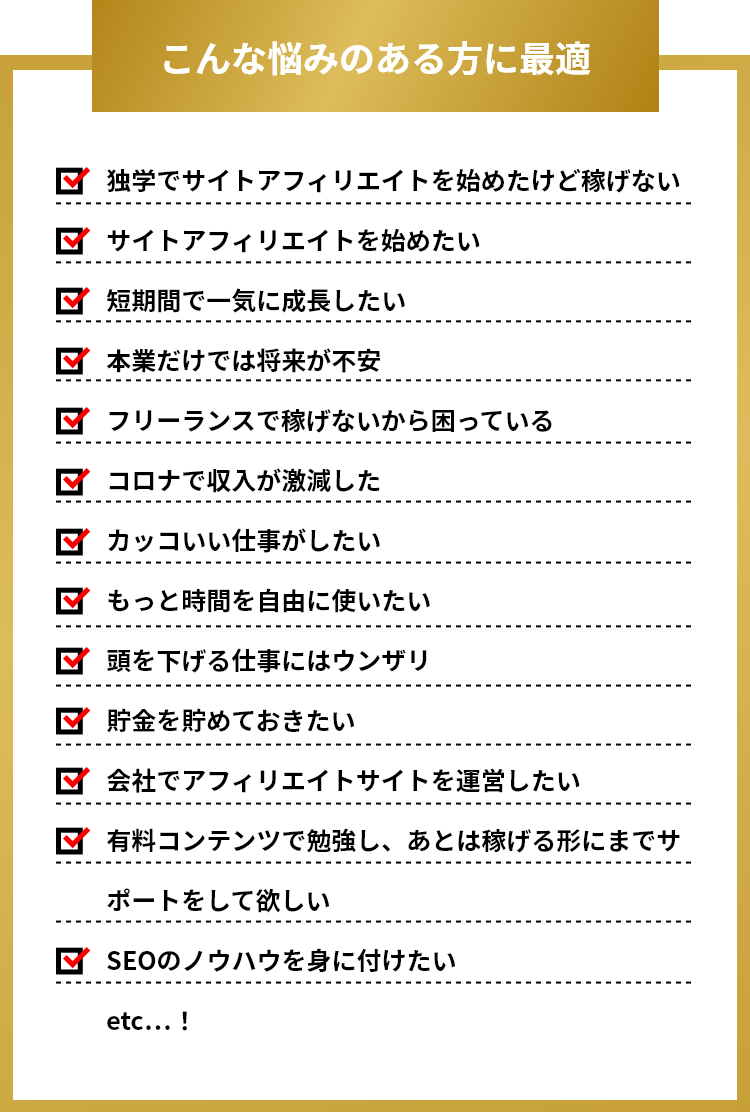 こんな悩みのある方に最適
独学でサイトアフィリエイトを始めたけど稼げない
サイトアフィリエイトを始めたい
短期間で一気に成長したい
本業だけでは将来が不安
フリーランスで稼げないから困っている
コロナで収入が激減した
カッコいい仕事がしたい
もっと時間を自由に使いたい
頭を下げる仕事にはウンザリ
貯金を貯めておきたい
会社でアフィリエイトサイトを運営したい
有料コンテンツで勉強し、あとは稼げる形にまでサ
ポートをして欲しい
SEOのノウハウを身に付けたい
etc…！